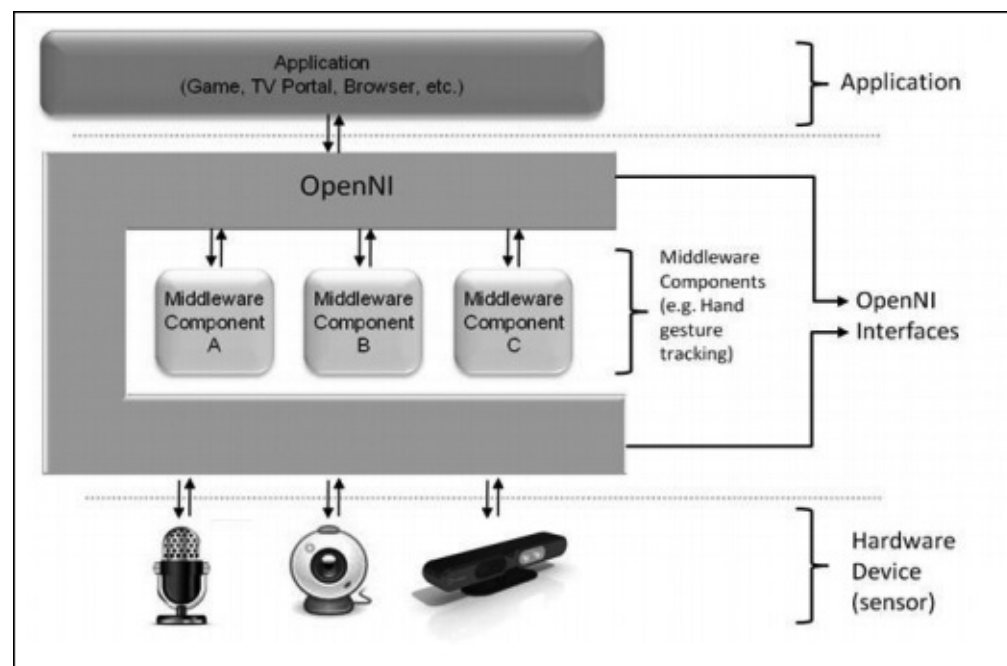 Application
(Game, TV Portal, Browser, etc.)
Application
OpenNI
Middleware
Component
A
Middleware
Component
B
Middleware
Component
C
Middleware
Components
(e.g. Hand
gesture
tracking)
OpenNI
Interfaces
Hardware
Device
(sensor)